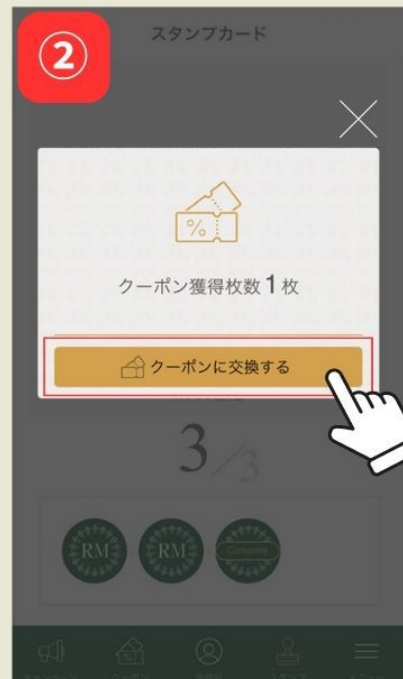 ②
スタンプカード
%
クーポン獲得枚数 1 枚
クーポンに交換する
3/3
RM
RM
Complete